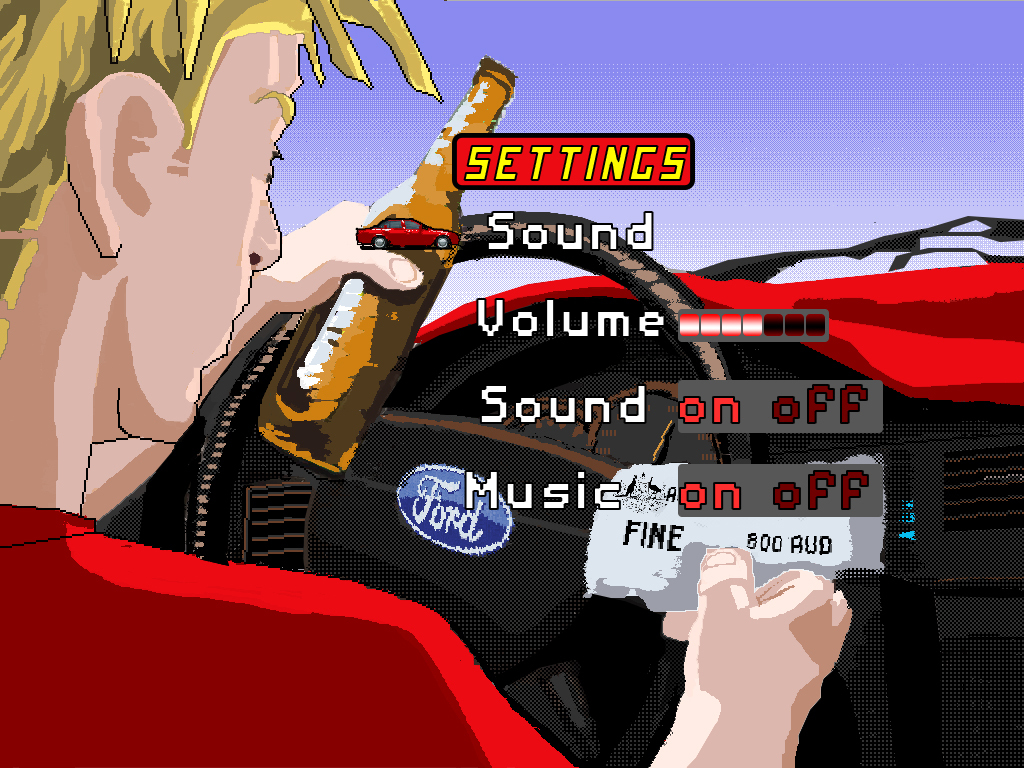 SETTINGS
Sound
Volume
Sound on off
Music on off
Ford
FINE 800 AUD